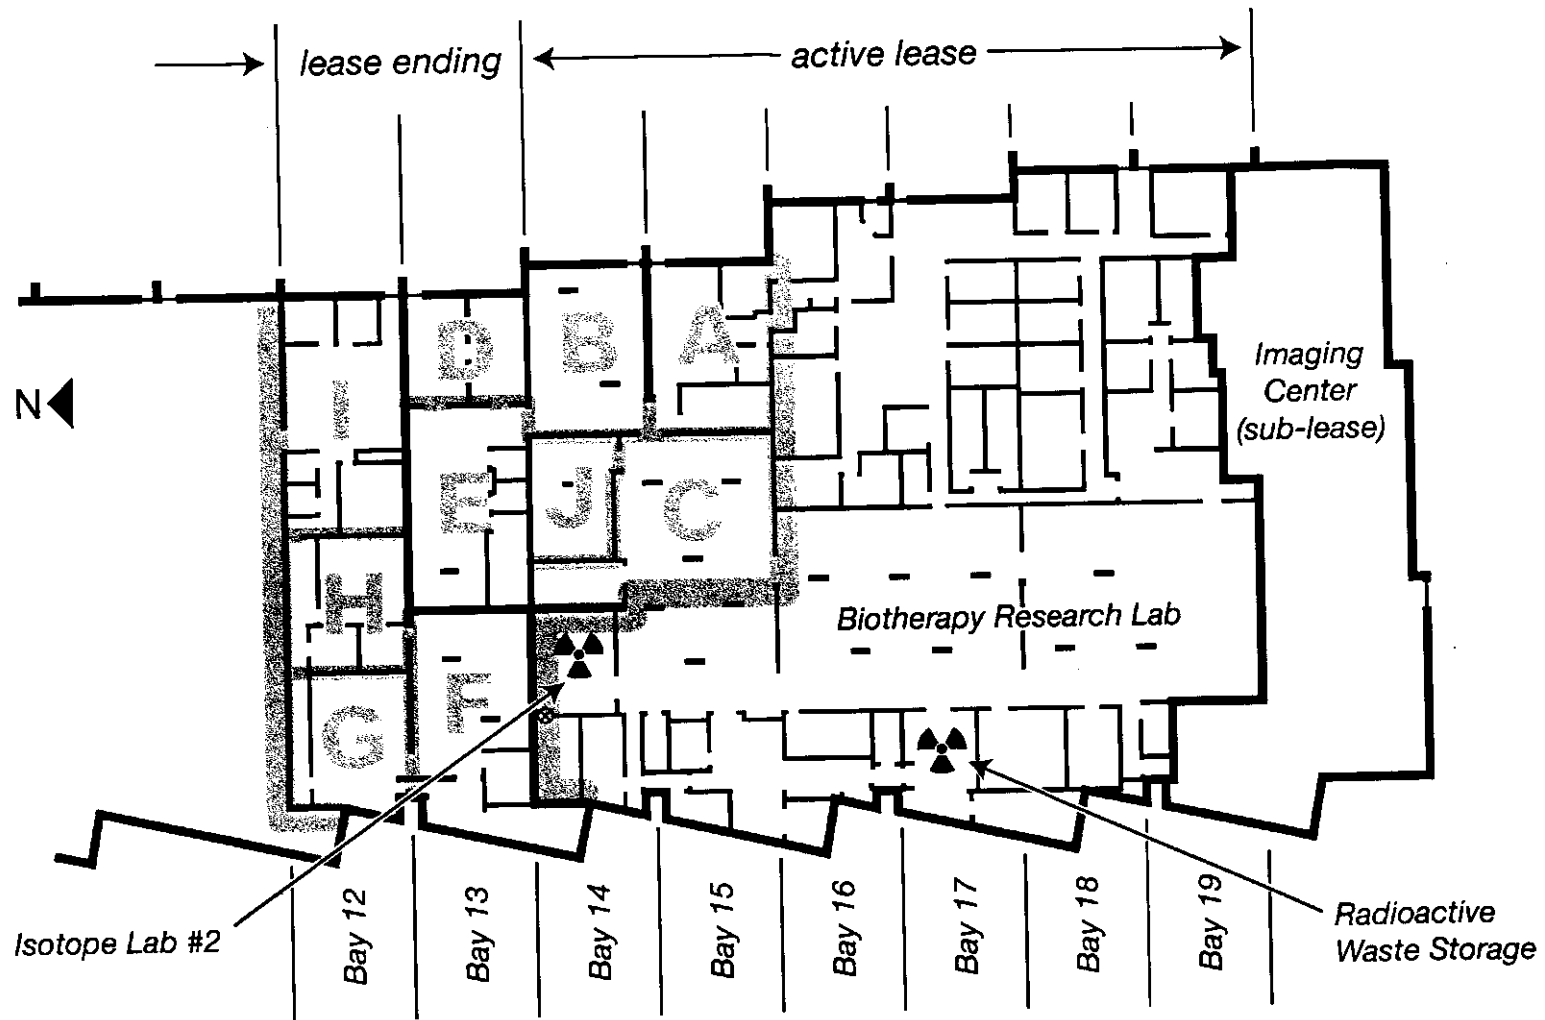 lease ending
active lease
D
B
A
I
N
Imaging
Center
(sub-lease)
E
J
C
H
Biotherapy Research Lab
F
G
Isotope Lab #2
Bay 12
Bay 13
Bay 14
Bay 15
Bay 16
Bay 17
Bay 18
Bay 19
Radioactive
Waste Storage